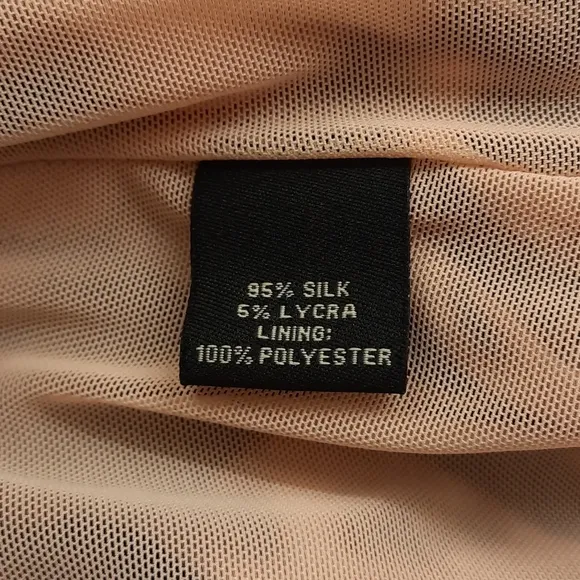 95% SILK
5% LYCRA
LINING:
100% POLYESTER